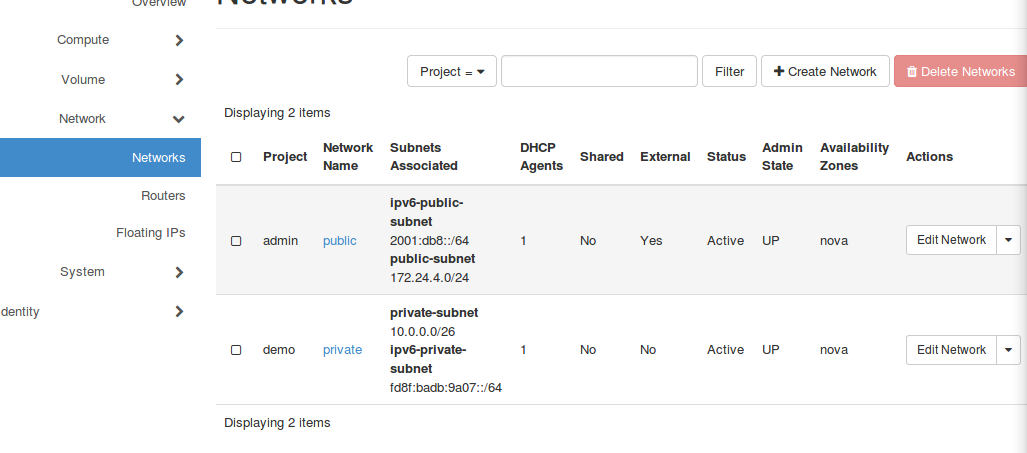 Networks
Overview
Compute
Volume
Network
Networks
Routers
Floating IPs
System
dentity
Project =
Filter
Create Network
Delete Networks
Displaying 2 items
Project Network Name Subnets Associated DHCP Agents Shared External Status Admin State Availability Zones Actions
admin public ipv6-public-subnet 2001:db8::/64 public-subnet 172.24.4.0/24 1 No Yes Active UP nova Edit Network
demo private private-subnet 10.0.0.0/26 ipv6-private-subnet fd8f:badb:9a07::/64 1 No No Active UP nova Edit Network
Displaying 2 items